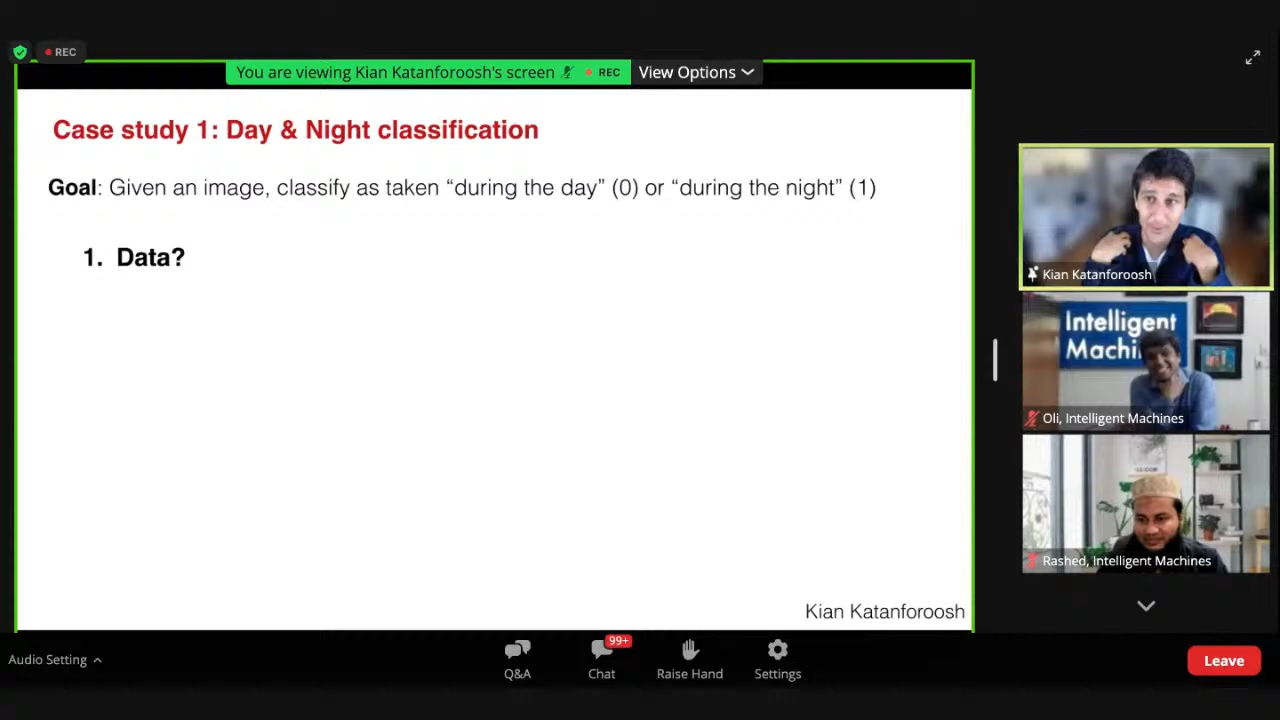 REC
You are viewing Kian Katanforoosh's screen REC View Options
Case study 1: Day & Night classification
Goal: Given an image, classify as taken “during the day” (0) or “during the night” (1)
1. Data?
Kian Katanforoosh
Kian Katanforoosh
Intelligent
Machi
Oli, Intelligent Machines
Rashed, Intelligent Machines
Audio Setting
Q&A
99+
Chat
Raise Hand
Settings
Leave